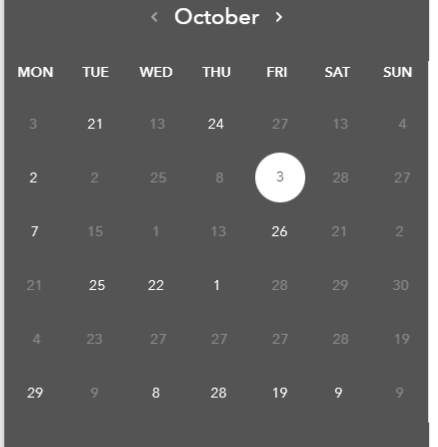 ‹ October ›
MON TUE WED THU FRI SAT SUN
3 21 13 24 27 13 4
2 2 25 8 3 28 27
7 15 1 13 26 21 2
21 25 22 1 28 29 30
4 23 27 27 27 28 19
29 9 8 28 19 9 9